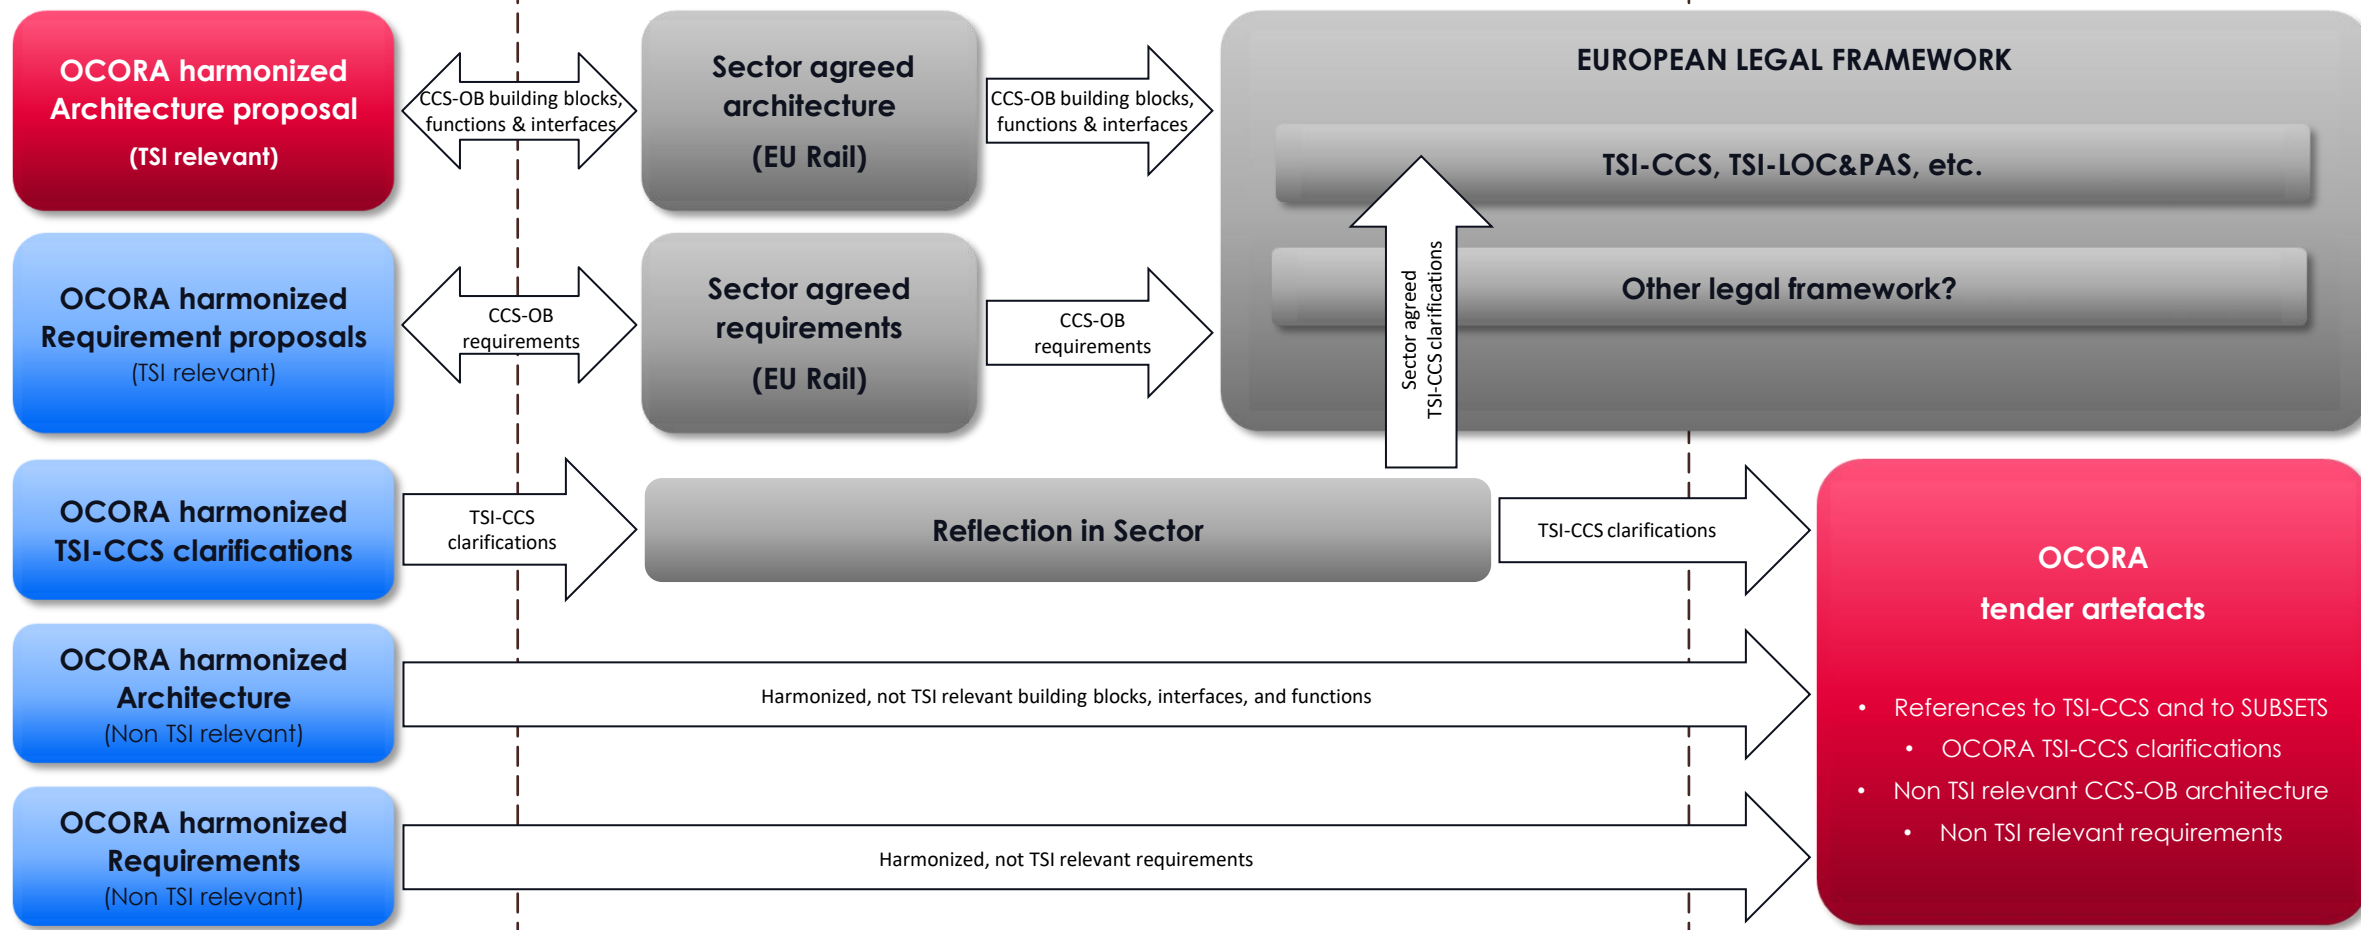 OCORA harmonized
Architecture proposal
(TSI relevant)
CCS-OB building blocks,
functions & interfaces
Sector agreed
architecture
(EU Rail)
CCS-OB building blocks,
functions & interfaces
EUROPEAN LEGAL FRAMEWORK
TSI-CCS, TSI-LOC&PAS, etc.
Other legal framework?
OCORA harmonized
Requirement proposals
(TSI relevant)
CCS-OB
requirements
Sector agreed
requirements
(EU Rail)
CCS-OB
requirements
Sector agreed
TSI-CCS clarifications
OCORA harmonized
TSI-CCS clarifications
TSI-CCS
clarifications
Reflection in Sector
TSI-CCS clarifications
OCORA harmonized
Architecture
(Non TSI relevant)
Harmonized, not TSI relevant building blocks, interfaces, and functions
OCORA harmonized
Requirements
(Non TSI relevant)
Harmonized, not TSI relevant requirements
OCORA
tender artefacts
• References to TSI-CCS and to SUBSETS
• OCORA TSI-CCS clarifications
• Non TSI relevant CCS-OB architecture
• Non TSI relevant requirements